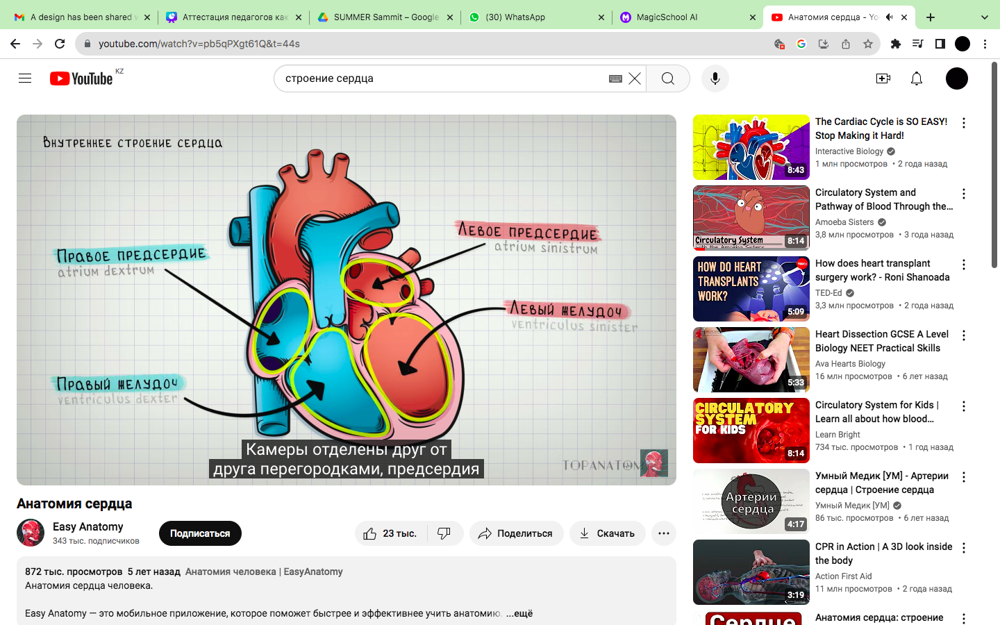 A design has been shared
Аттестация педагогов как
SUMMER Sammit – Google
(30) WhatsApp
MagicSchool AI
Анатомия сердца - Yo
youtube.com/watch?v=pb5qPXgt61Q&t=44s
YouTube KZ
строение сердца
Внутреннее строение сердца
Левое предсердие
atrium sinistrum
Правое предсердие
atrium dextrum
Левый желудоч
ventriculus sinister
Правый желудоч
ventriculus dexter
Камеры отделены друг от
друга перегородками, предсердия
TOPANATOM
Анатомия сердца
Easy Anatomy
343 тыс. подписчиков
Подписаться
23 тыс.
Поделиться
Скачать
872 тыс. просмотров 5 лет назад Анатомия человека | EasyAnatomy
Анатомия сердца человека.
Easy Anatomy — это мобильное приложение, которое поможет быстрее и эффективнее учить анатомию. ...ещё
8:43
The Cardiac Cycle is SO EASY!
Stop Making it Hard!
Interactive Biology
1 млн просмотров • 2 года назад
Circulatory System
with the Amoeba Sisters
8:14
Circulatory System and
Pathway of Blood Through the...
Amoeba Sisters
3,8 млн просмотров • 3 года назад
HOW DO HEART
TRANSPLANTS
WORK?
5:09
How does heart transplant
surgery work? - Roni Shanoada
TED-Ed
3,3 млн просмотров • 2 года назад
5:33
Heart Dissection GCSE A Level
Biology NEET Practical Skills
Ava Hearts Biology
16 млн просмотров • 6 лет назад
CIRCULATORY
SYSTEM
FOR KIDS
8:14
Circulatory System for Kids |
Learn all about how blood...
Learn Bright
734 тыс. просмотров • 1 год назад
Артерии
сердца
4:17
Умный Медик [УМ] - Артерии
сердца | Строение сердца
Умный Медик [УМ]
86 тыс. просмотров • 6 лет назад
3:19
CPR in Action | A 3D look inside
the body
Action First Aid
11 млн просмотров • 2 года назад
Сердце
Анатомия сердца: строение